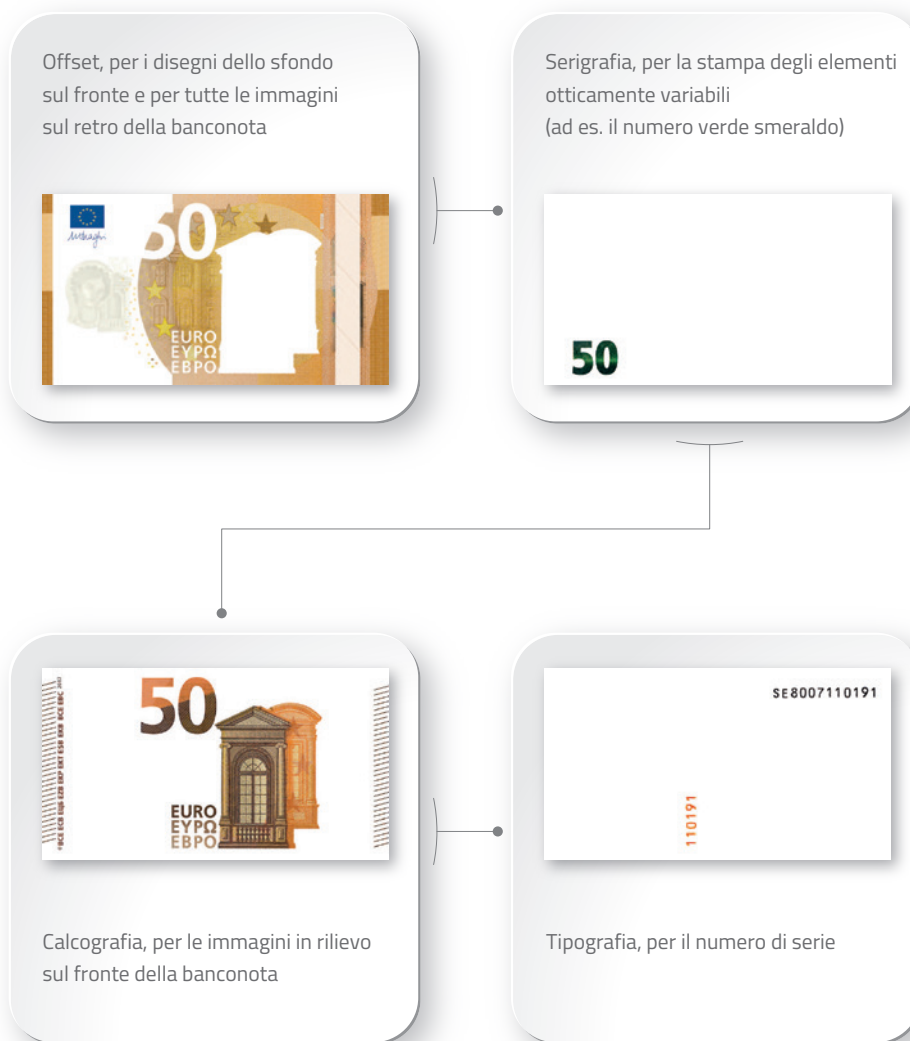 Offset, per i disegni dello sfondo
sul fronte e per tutte le immagini
sul retro della banconota
50
EURO
ΕΥΡΩ
ЕВРО
Serigrafia, per la stampa degli elementi
otticamente variabili
(ad es. il numero verde smeraldo)
50
50
EURO
ΕΥΡΩ
ЕВРО
SE8007110191
110191
Calcografia, per le immagini in rilievo
sul fronte della banconota
Tipografia, per il numero di serie